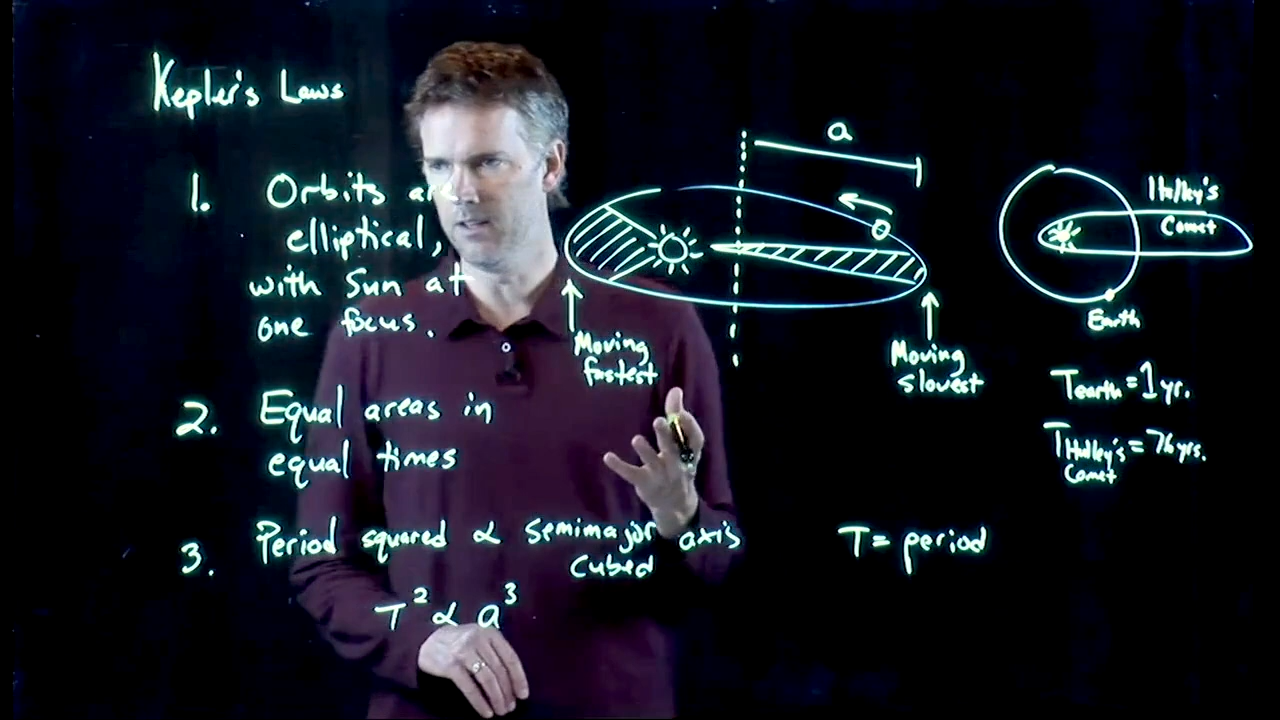 Kepler's Laws
1. Orbits are
elliptical,
with Sun at
one focus.
2. Equal areas in
equal times
3. Period squared ∝ semimajor axis
cubed
T² ∝ a³
a
Moving
fastest
Moving
slowest
T = period
Halley's
Comet
Earth
T Earth = 1 yr.
T Halley's = 76 yrs.
Comet